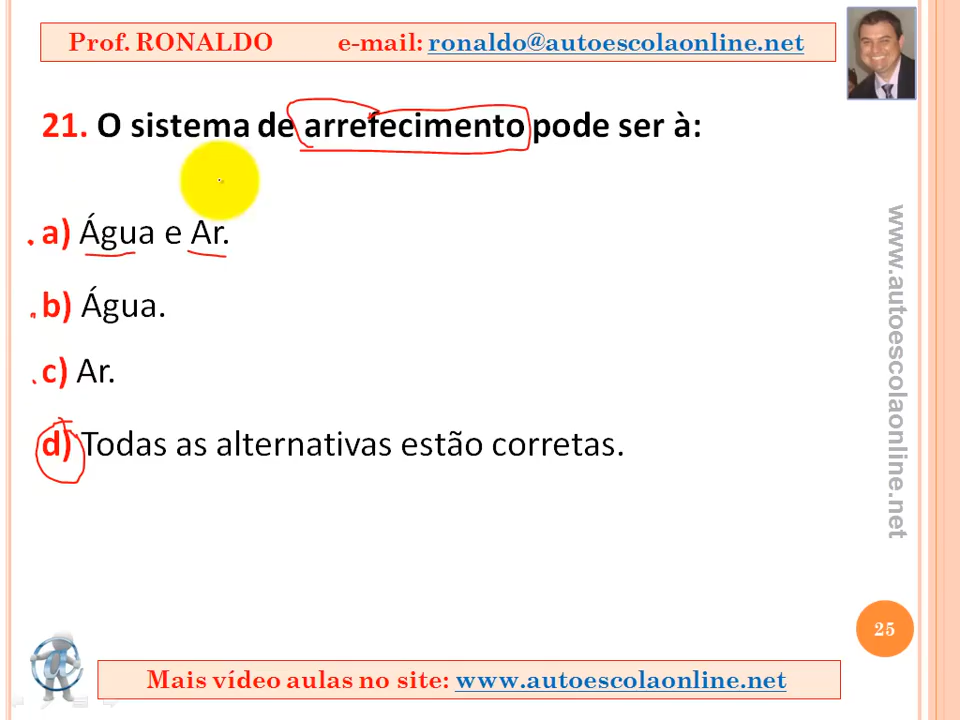 Prof. RONALDO e-mail: ronaldo@autoescolaonline.net
21. O sistema de arrefecimento pode ser à:
a) Água e Ar.
b) Água.
c) Ar.
d) Todas as alternativas estão corretas.
www.autoescolaonline.net
25
Mais vídeo aulas no site: www.autoescolaonline.net